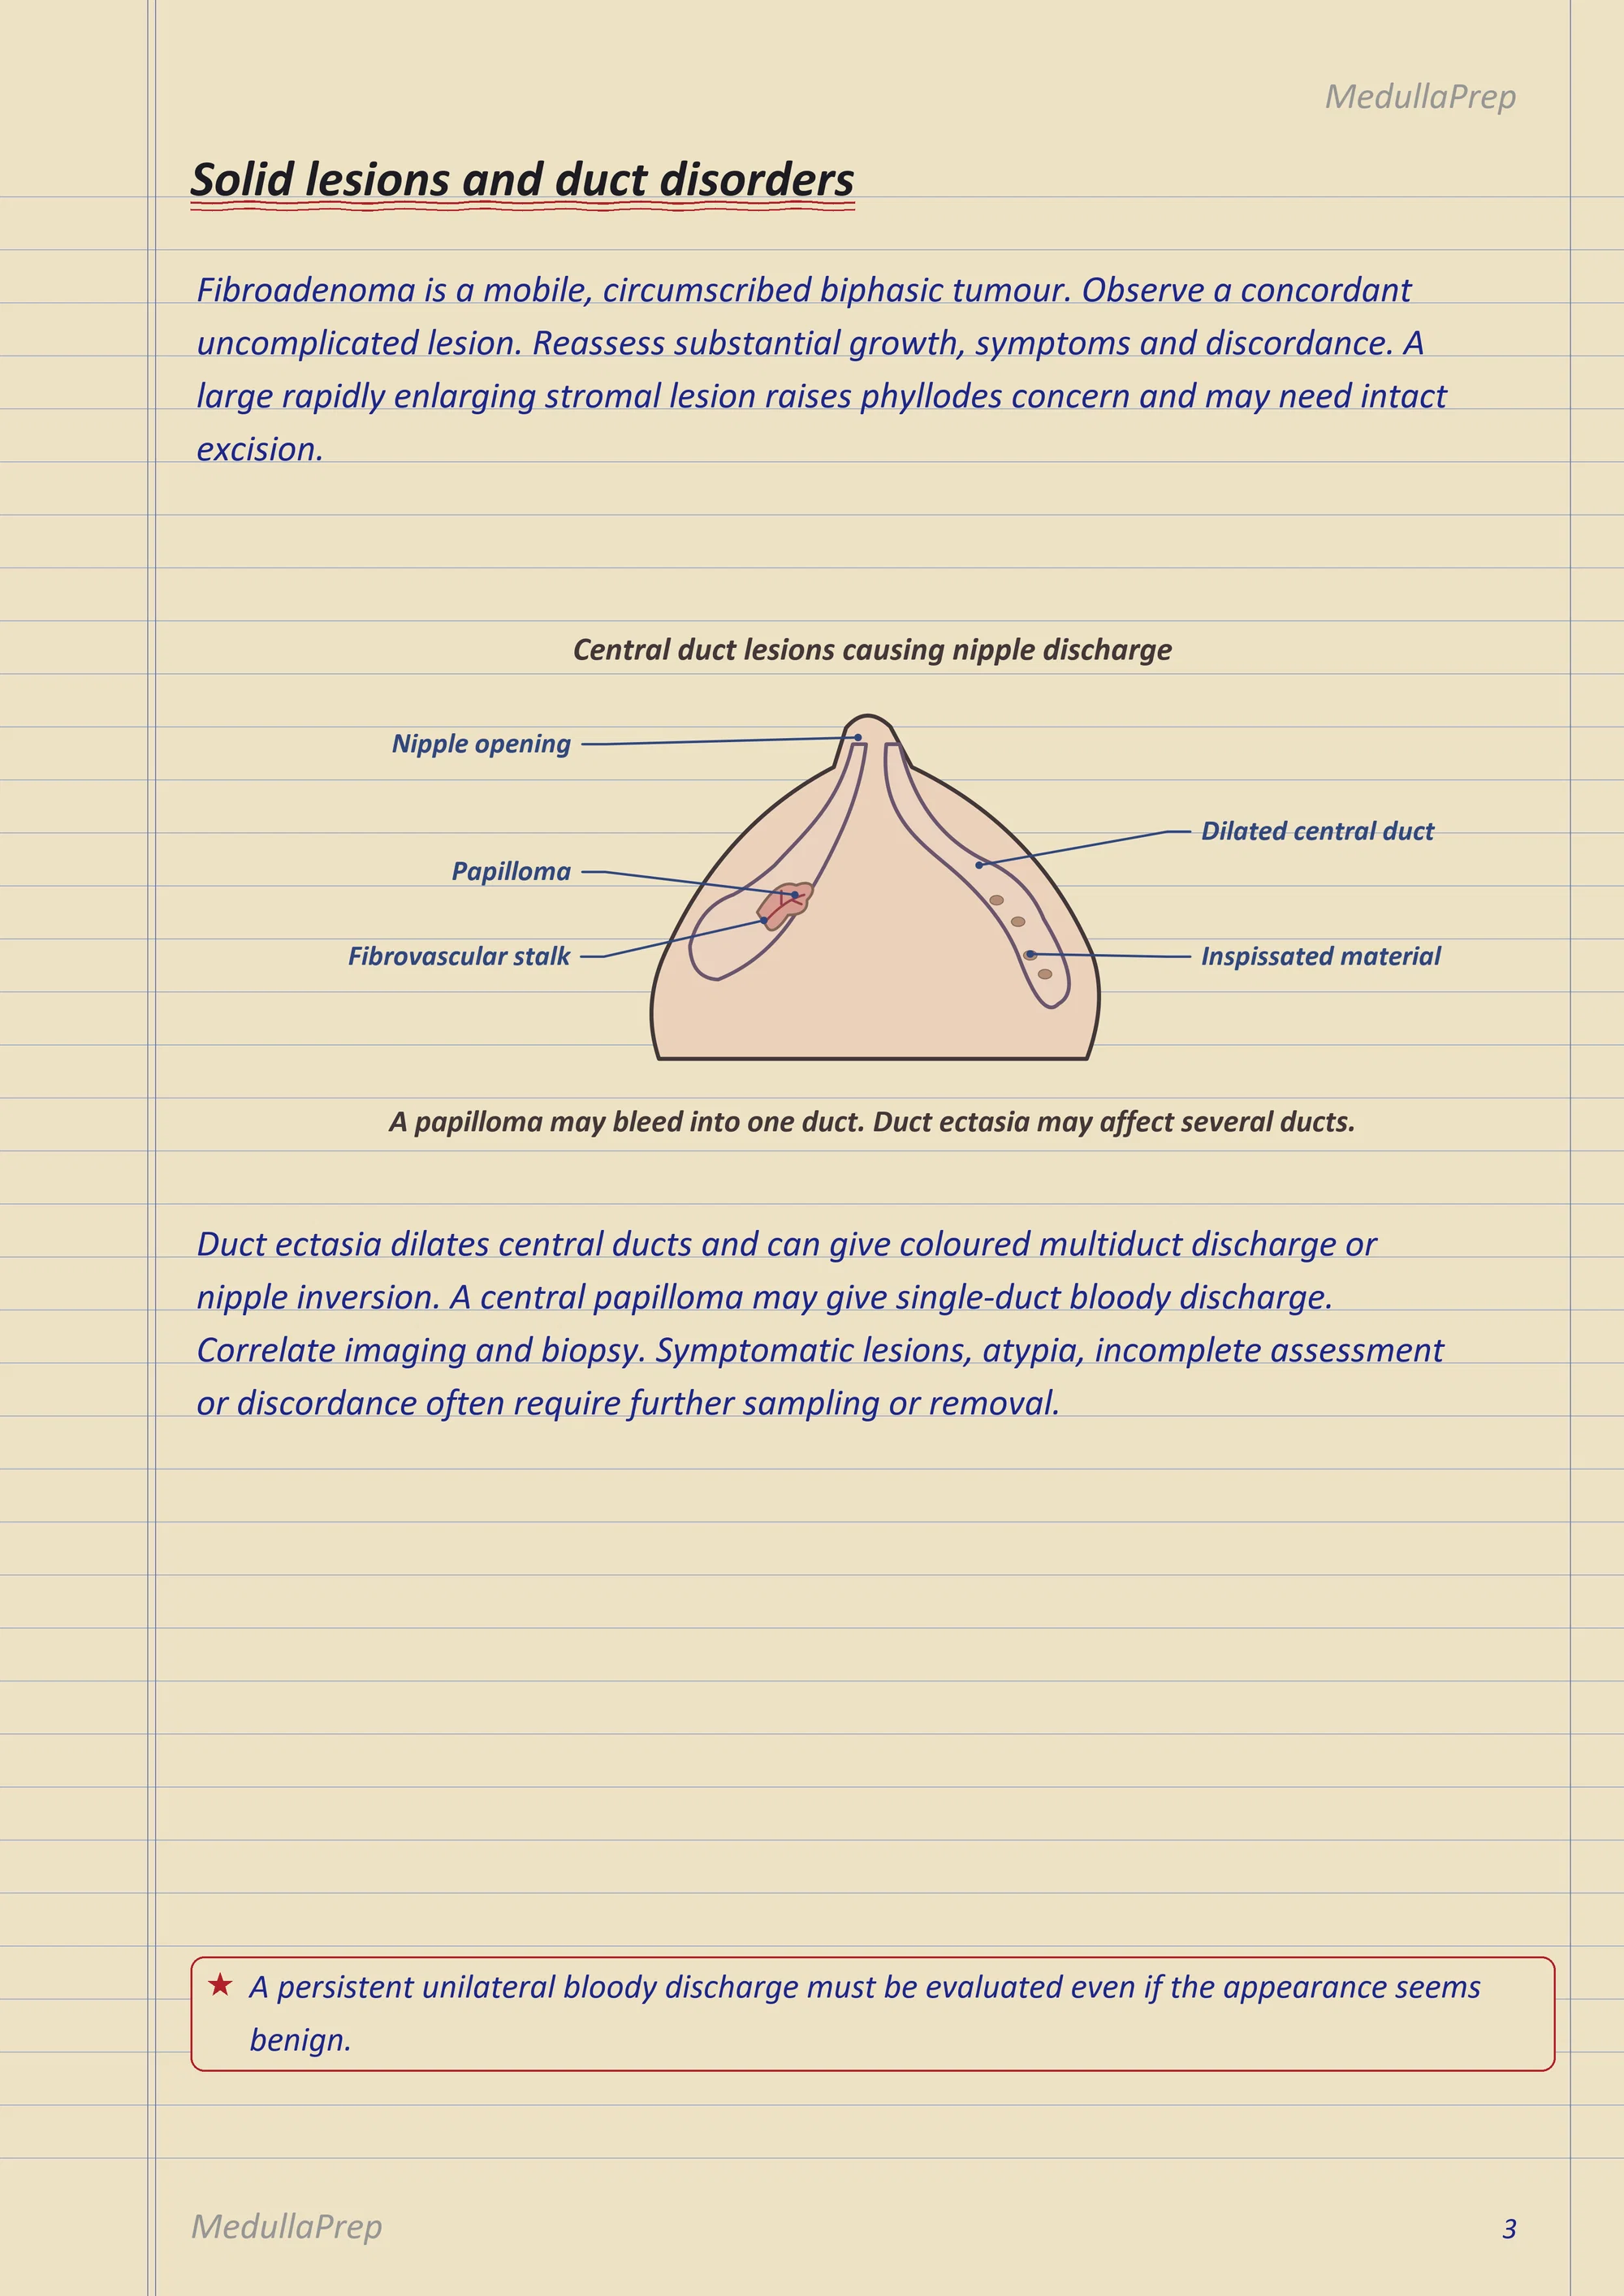 MedullaPrep
Solid lesions and duct disorders
Fibroadenoma is a mobile, circumscribed biphasic tumour. Observe a concordant
uncomplicated lesion. Reassess substantial growth, symptoms and discordance. A
large rapidly enlarging stromal lesion raises phyllodes concern and may need intact
excision.
Central duct lesions causing nipple discharge
Nipple opening
Dilated central duct
Papilloma
Fibrovascular stalk
Inspissated material
A papilloma may bleed into one duct. Duct ectasia may affect several ducts.
Duct ectasia dilates central ducts and can give coloured multiduct discharge or
nipple inversion. A central papilloma may give single-duct bloody discharge.
Correlate imaging and biopsy. Symptomatic lesions, atypia, incomplete assessment
or discordance often require further sampling or removal.
★ A persistent unilateral bloody discharge must be evaluated even if the appearance seems
benign.
MedullaPrep
3